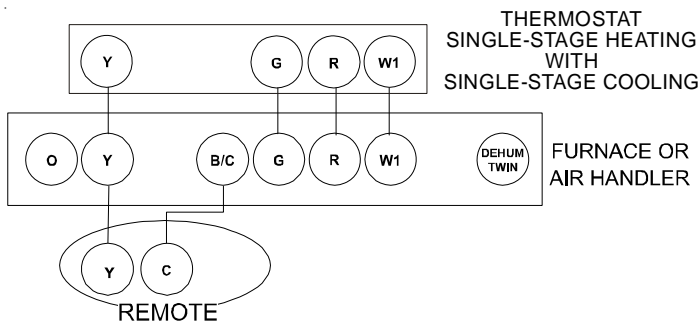 THERMOSTAT
SINGLE-STAGE HEATING
WITH
SINGLE-STAGE COOLING
Y G R W1
O Y B/C G R W1 DEHUM
TWIN
FURNACE OR
AIR HANDLER
Y C
REMOTE